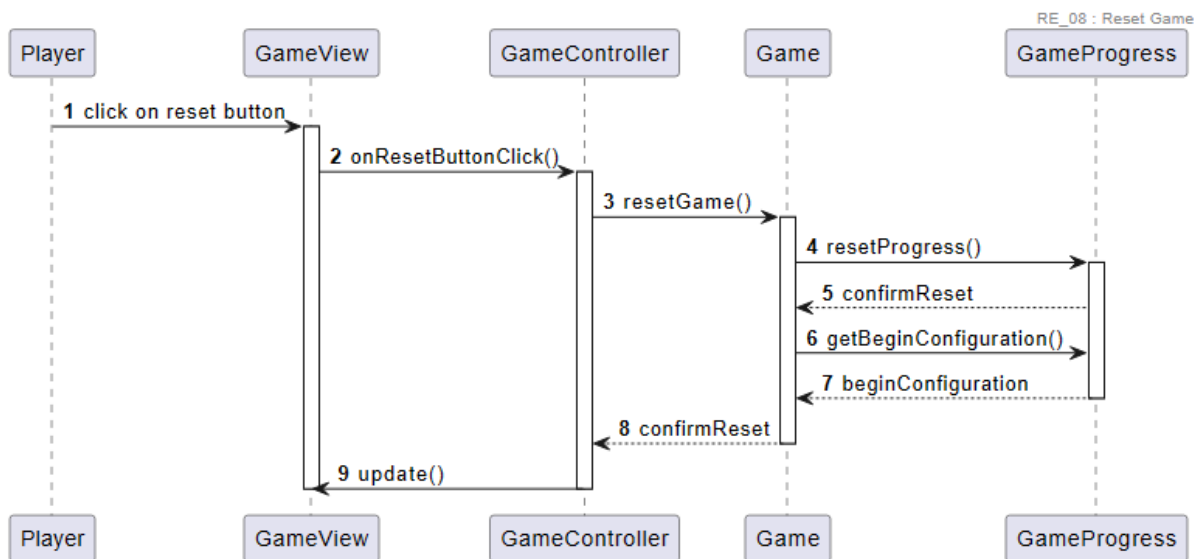 RE_08 : Reset Game
Player GameView GameController Game GameProgress
1 click on reset button
2 onResetButtonClick()
3 resetGame()
4 resetProgress()
5 confirmReset
6 getBeginConfiguration()
7 beginConfiguration
8 confirmReset
9 update()
Player GameView GameController Game GameProgress